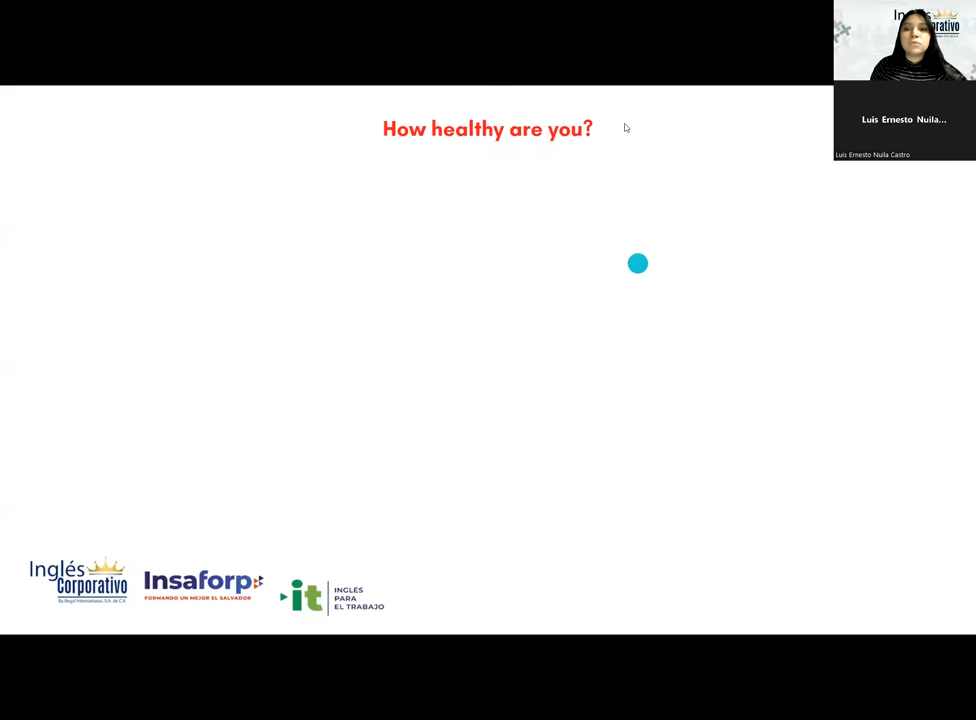 Inglés
orativo
Luis Ernesto Nuila...
Luis Ernesto Nuila Castro
How healthy are you?
Inglés
Corporativo
By Regal International, S.A. de C.V.
Insaforp
FORMANDO UN MEJOR EL SALVADOR
it
INGLÉS
PARA
EL TRABAJO